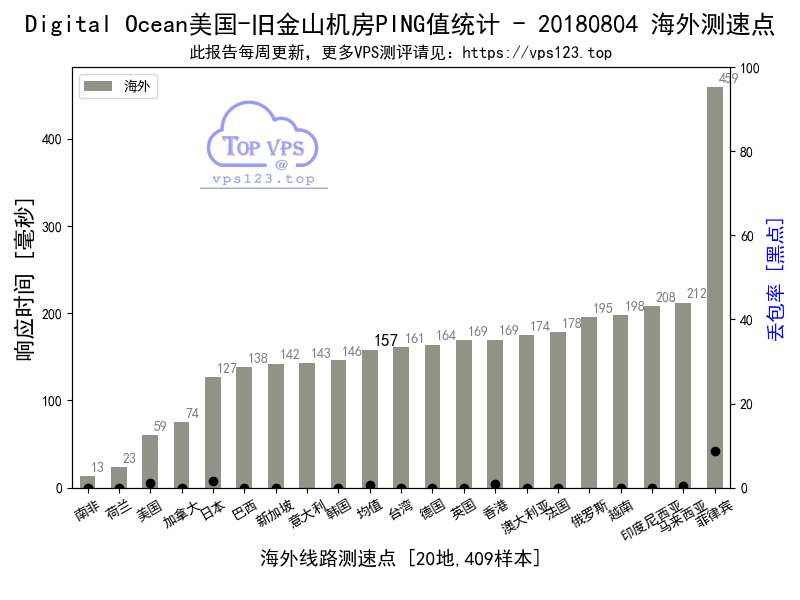 Digital Ocean美国-旧金山机房PING值统计 - 20180804 海外测速点
此报告每周更新, 更多VPS测评请见: https://vps123.top
海外
TOP VPS
@
vps123.top
响应时间 [毫秒]
400
300
200
100
0
13
23
59
74
127
138
142
143
146
157
161
164
169
169
174
178
195
198
208
212
459
100
80
60
40
20
0
丢包率 [黑点]
南非
荷兰
美国
加拿大
日本
巴西
新加坡
意大利
韩国
均值
台湾
德国
英国
香港
澳大利亚
法国
俄罗斯
越南
印度尼西亚
马来西亚
菲律宾
海外线路测速点 [20地,409样本]